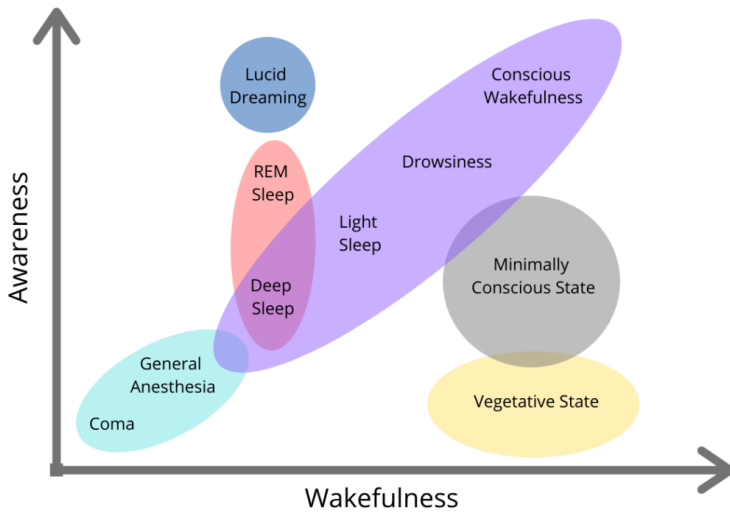 Lucid
Dreaming
Conscious
Wakefulness
REM
Sleep
Drowsiness
Light
Sleep
Deep
Sleep
Minimally
Conscious State
General
Anesthesia
Coma
Vegetative State
Awareness
Wakefulness